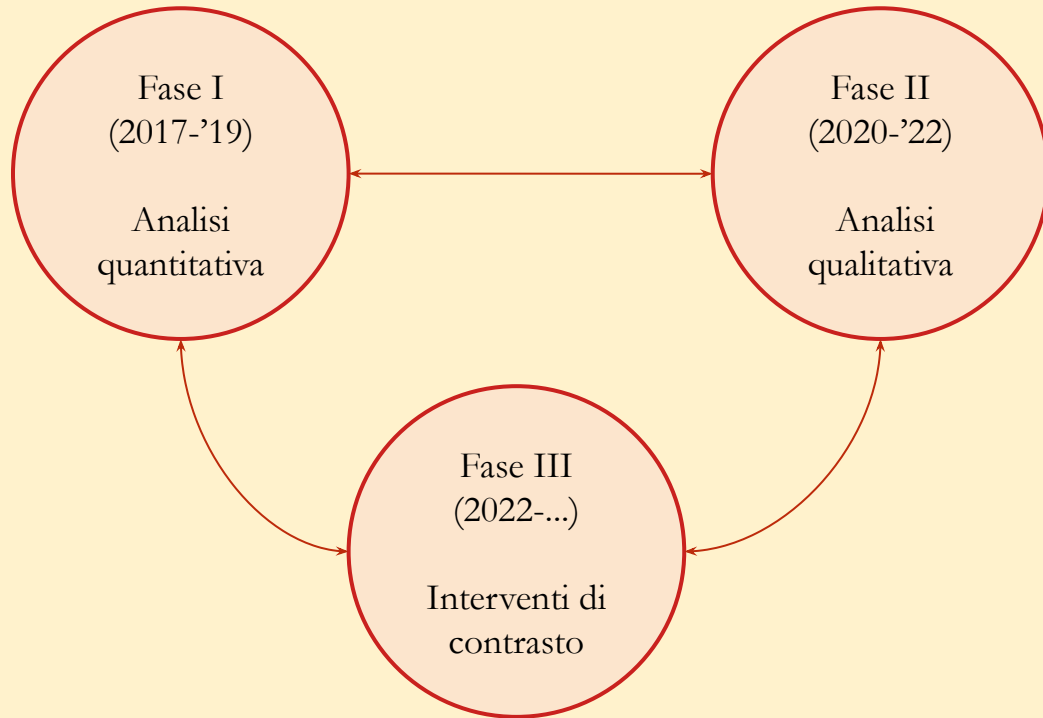 Fase I
(2017-’19)
Analisi
quantitativa
Fase II
(2020-’22)
Analisi
qualitativa
Fase III
(2022-...)
Interventi di
contrasto